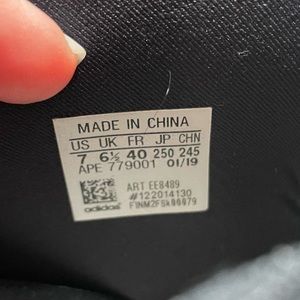 MADE IN CHINA
US UK FR JP CHN
7 6½ 40 250 245
APE 779001 01/19
ART EE8489
#122014130
adidas